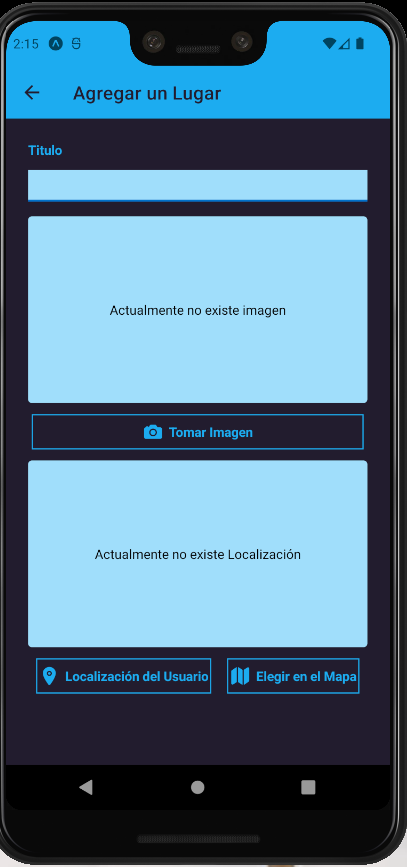 2:15
Agregar un Lugar
Titulo
Actualmente no existe imagen
Tomar Imagen
Actualmente no existe Localización
Localización del Usuario
Elegir en el Mapa